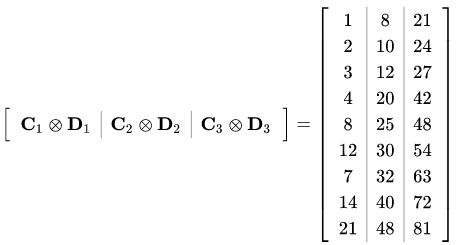 1 8 21
2 10 24
3 12 27
4 20 42
[ C₁ ⊗ D₁ | C₂ ⊗ D₂ | C₃ ⊗ D₃ ] = 8 25 48
12 30 54
7 32 63
14 40 72
21 48 81